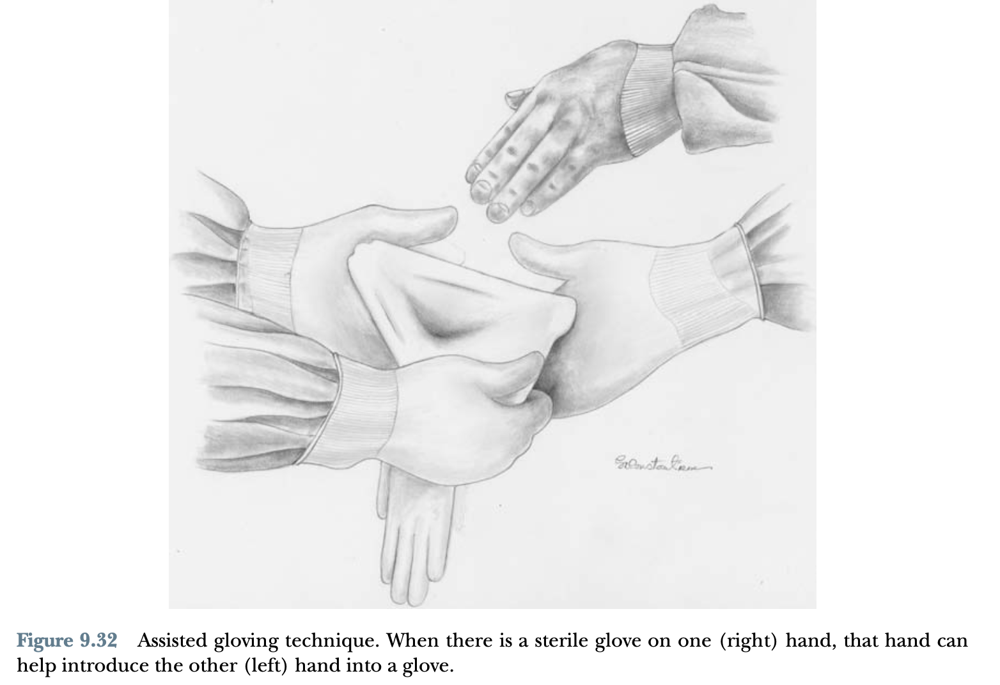 Figure 9.32 Assisted gloving technique. When there is a sterile glove on one (right) hand, that hand can
help introduce the other (left) hand into a glove.